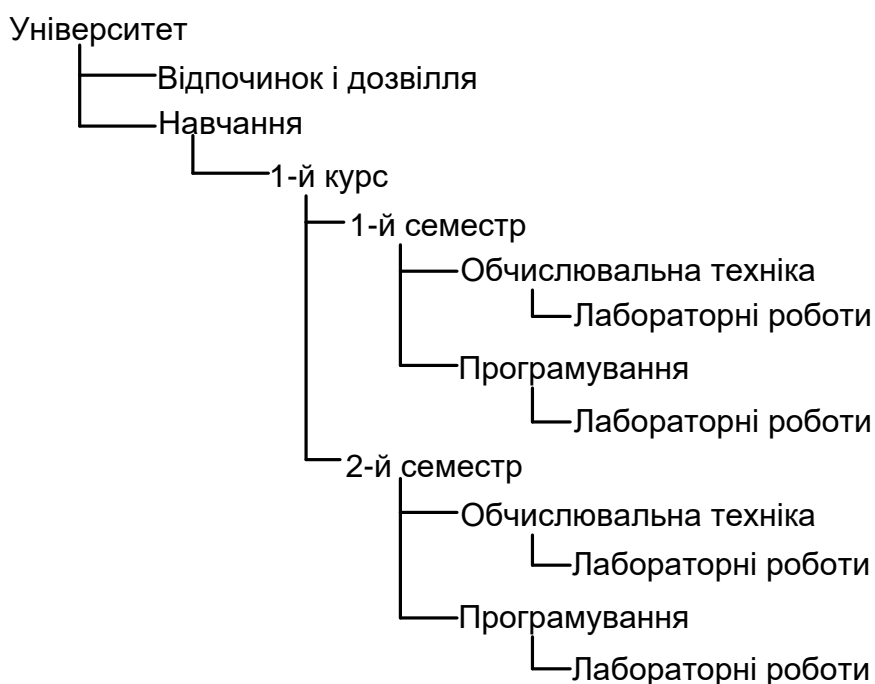 Університет
Відпочинок і дозвілля
Навчання
1-й курс
1-й семестр
Обчислювальна техніка
Лабораторні роботи
Програмування
Лабораторні роботи
2-й семестр
Обчислювальна техніка
Лабораторні роботи
Програмування
Лабораторні роботи